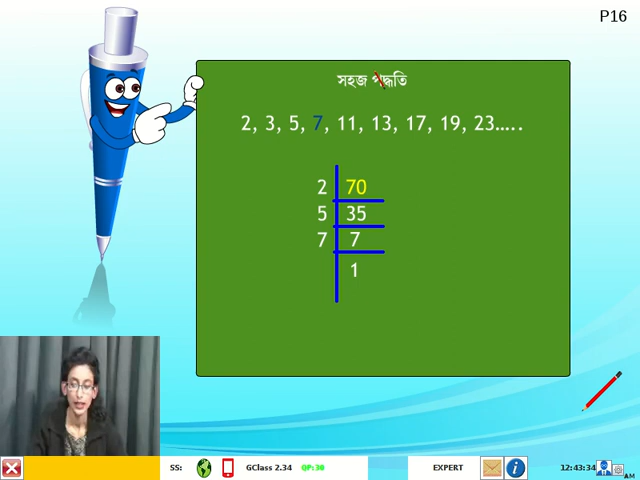 P16
সহজ পদ্ধতি
2, 3, 5, 7, 11, 13, 17, 19, 23.....
2 70
5 35
7 7
1
SS: GClass 2.34 QP:30 EXPERT 12:43:34 AM